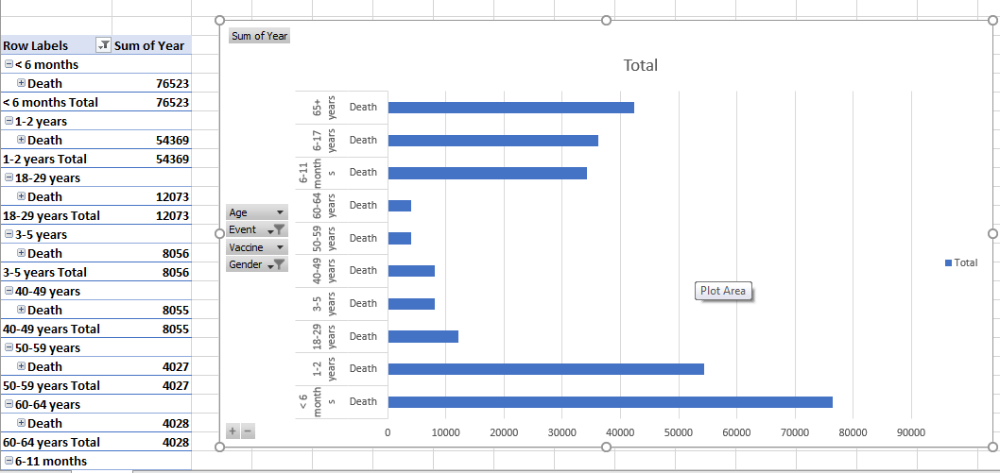 Row Labels Sum of Year
< 6 months
Death 76523
< 6 months Total 76523
1-2 years
Death 54369
1-2 years Total 54369
18-29 years
Death 12073
18-29 years Total 12073
3-5 years
Death 8056
3-5 years Total 8056
40-49 years
Death 8055
40-49 years Total 8055
50-59 years
Death 4027
50-59 years Total 4027
60-64 years
Death 4028
60-64 years Total 4028
6-11 months
Sum of Year
Total
65+
years
Death
6-17
years
Death
6-11
month
s
Death
60-64
years
Death
50-59
years
Death
40-49
years
Death
3-5
years
Death
18-29
years
Death
1-2
years
Death
< 6
month
s
Death
0 10000 20000 30000 40000 50000 60000 70000 80000 90000
Age
Event
Vaccine
Gender
Plot Area
Total